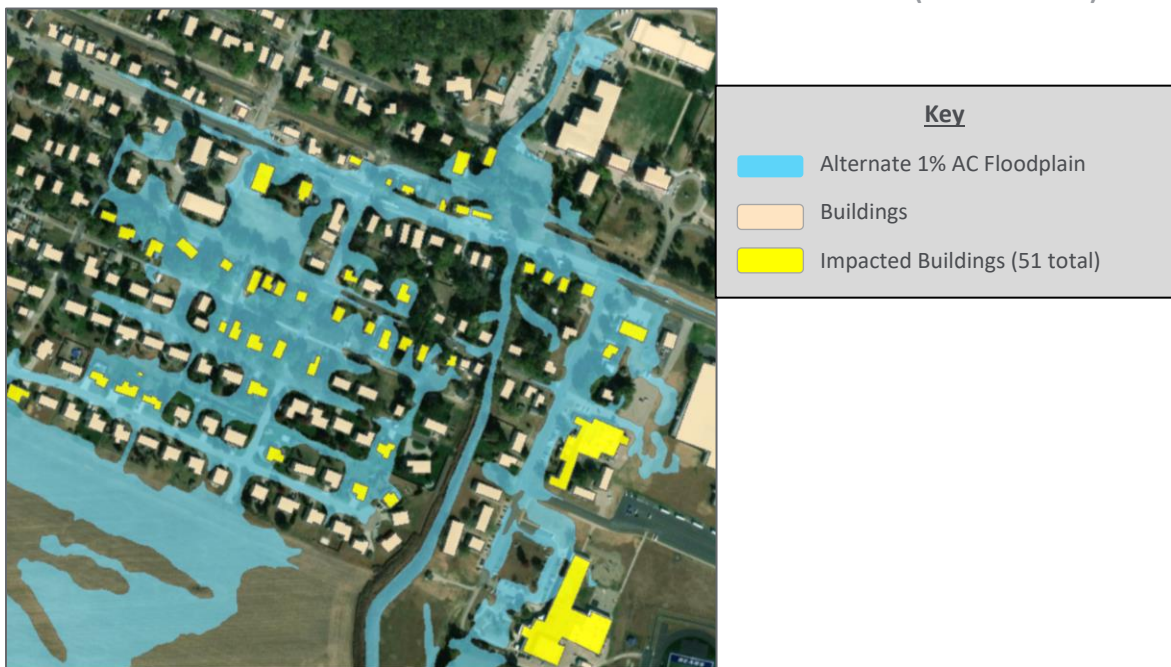 Key
Alternate 1% AC Floodplain
Buildings
Impacted Buildings (51 total)